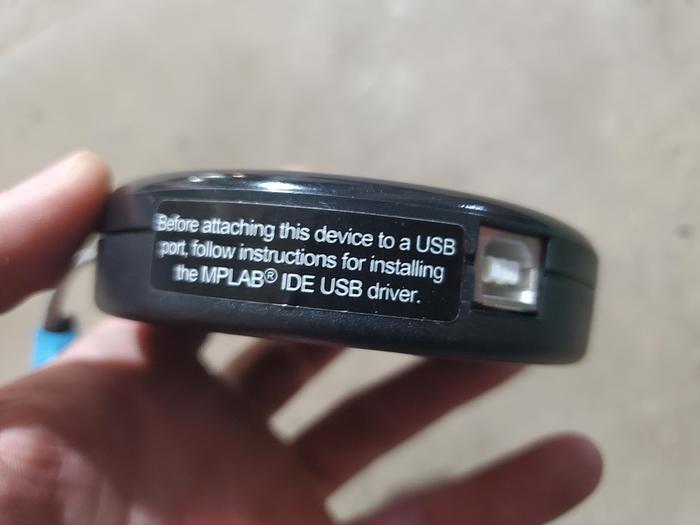 Before attaching this device to a USB
port, follow instructions for installing
the MPLAB® IDE USB driver.